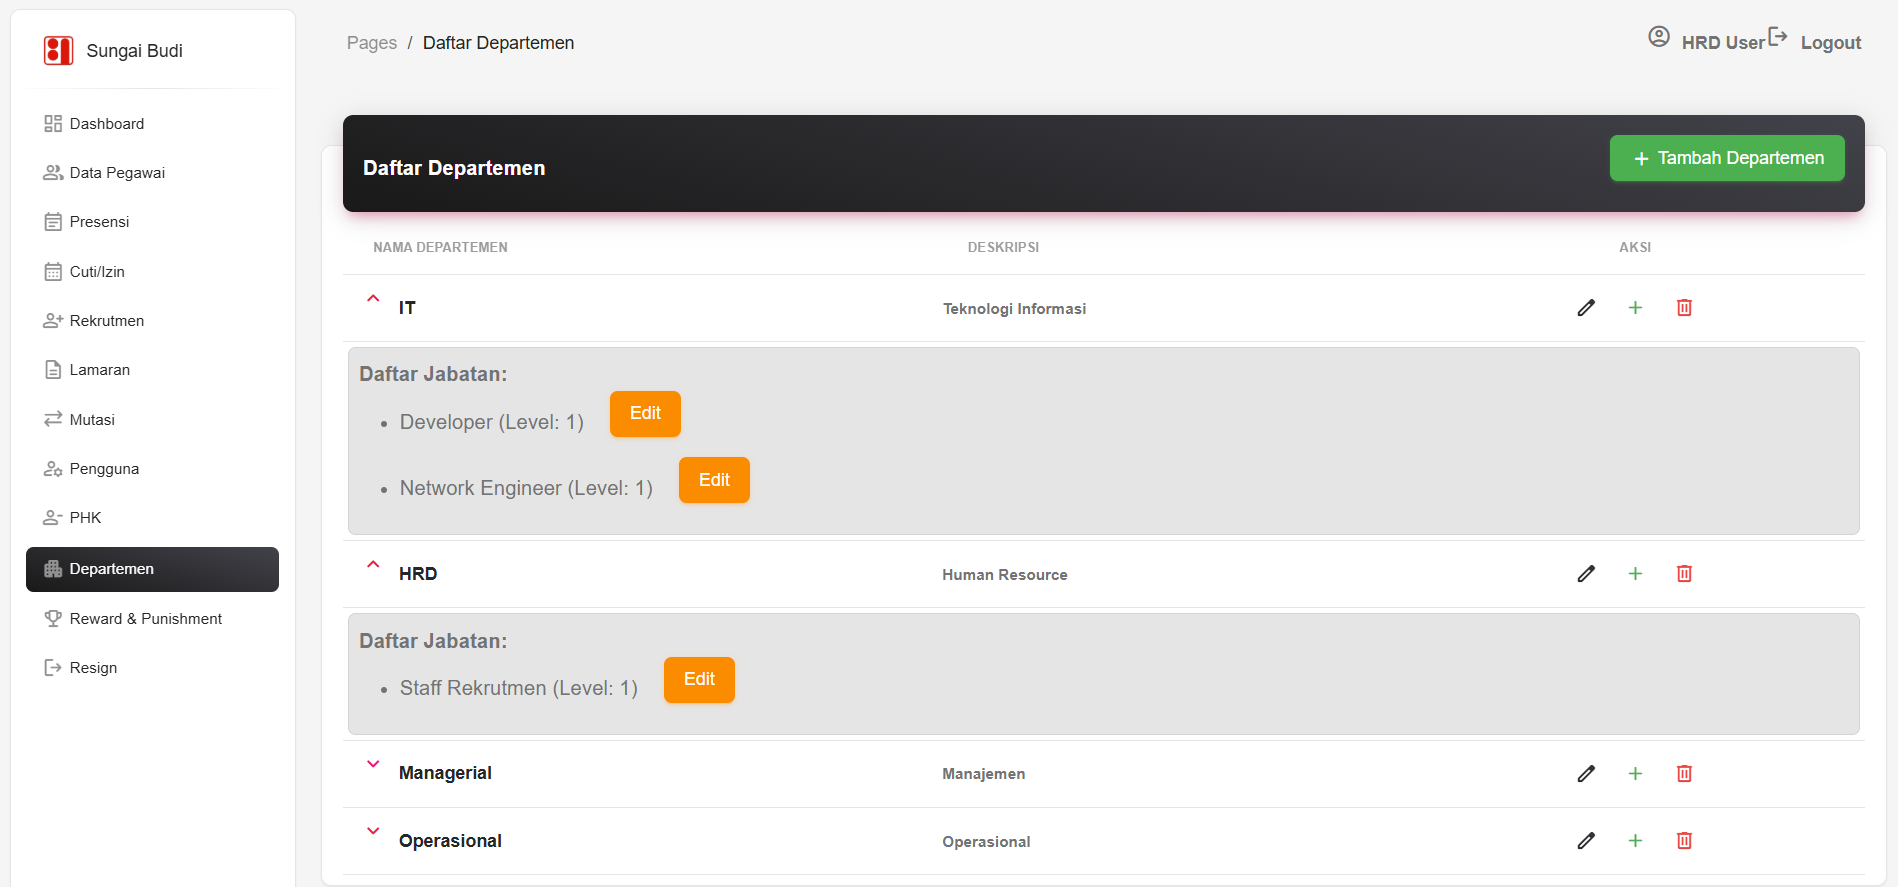 Sungai Budi
Pages / Daftar Departemen
HRD User Logout
Dashboard
Data Pegawai
Presensi
Cuti/Izin
Rekrutmen
Lamaran
Mutasi
Pengguna
PHK
Departemen
Reward & Punishment
Resign
Daftar Departemen
+ Tambah Departemen
NAMA DEPARTEMEN DESKRIPSI AKSI
IT Teknologi Informasi
Daftar Jabatan:
• Developer (Level: 1) Edit
• Network Engineer (Level: 1) Edit
HRD Human Resource
Daftar Jabatan:
• Staff Rekrutmen (Level: 1) Edit
Managerial Manajemen
Operasional Operasional